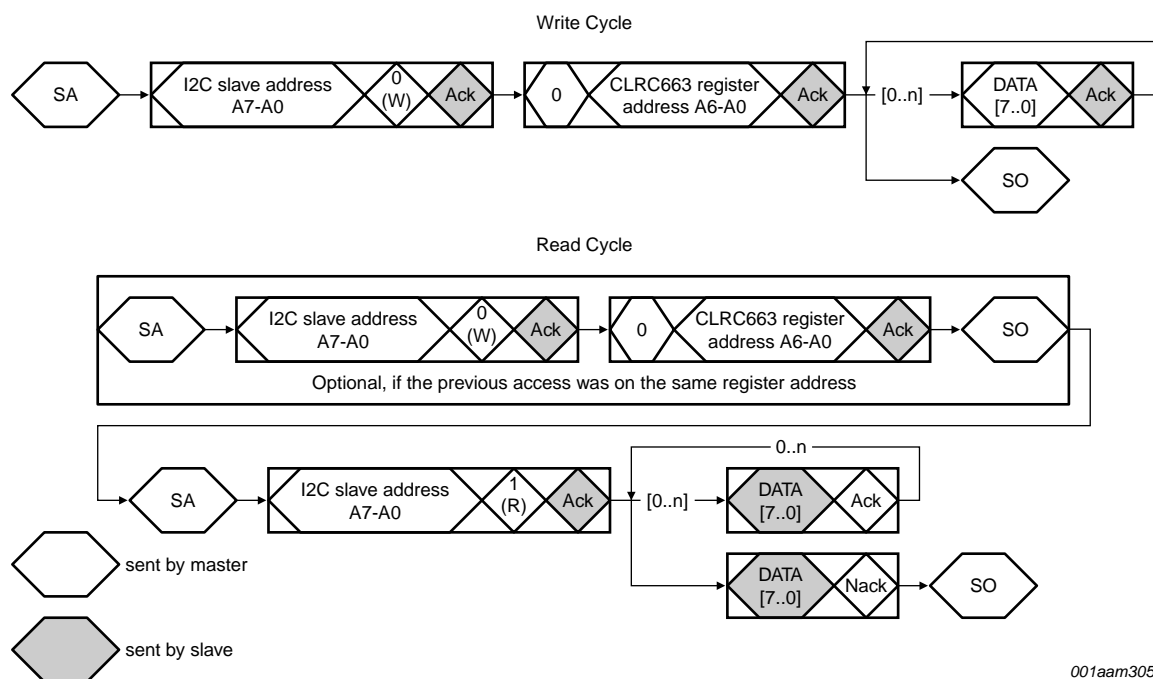 Write Cycle
SA
I2C slave address
A7-A0
0
(W)
Ack
0
CLRC663 register
address A6-A0
Ack
[0..n]
DATA
[7..0]
Ack
SO
Read Cycle
SA
I2C slave address
A7-A0
0
(W)
Ack
0
CLRC663 register
address A6-A0
Ack
SO
Optional, if the previous access was on the same register address
0..n
SA
I2C slave address
A7-A0
1
(R)
Ack
[0..n]
DATA
[7..0]
Ack
sent by master
DATA
[7..0]
Nack
SO
sent by slave
001aam305